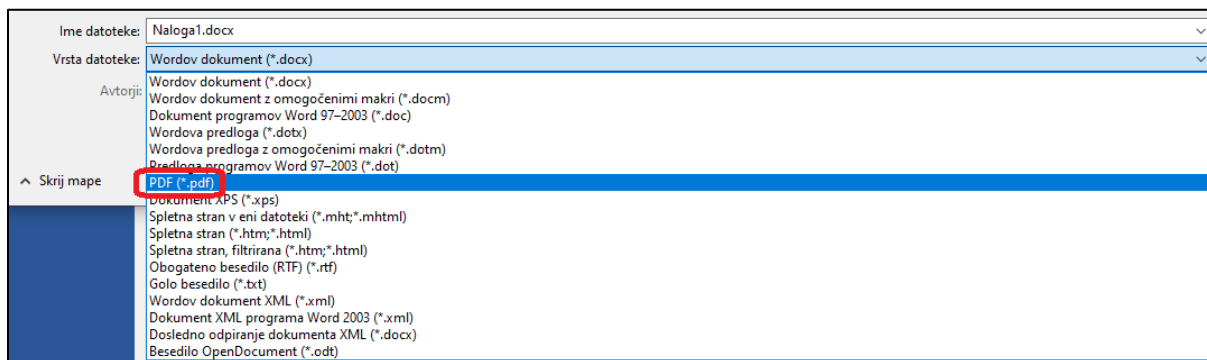 Ime datoteke: Naloga1.docx
Vrsta datoteke: Wordov dokument (*.docx)
Avtorji:
Wordov dokument (*.docx)
Wordov dokument z omogočenimi makri (*.docm)
Dokument programov Word 97–2003 (*.doc)
Wordova predloga (*.dotx)
Wordova predloga z omogočenimi makri (*.dotm)
Predloga programov Word 97–2003 (*.dot)
Skrij mape
PDF (*.pdf)
Dokument XPS (*.xps)
Spletna stran v eni datoteki (*.mht;*.mhtml)
Spletna stran (*.htm;*.html)
Spletna stran, filtrirana (*.htm;*.html)
Obogateno besedilo (RTF) (*.rtf)
Golo besedilo (*.txt)
Wordov dokument XML (*.xml)
Dokument XML programa Word 2003 (*.xml)
Dosledno odpiranje dokumenta XML (*.docx)
Besedilo OpenDocument (*.odt)